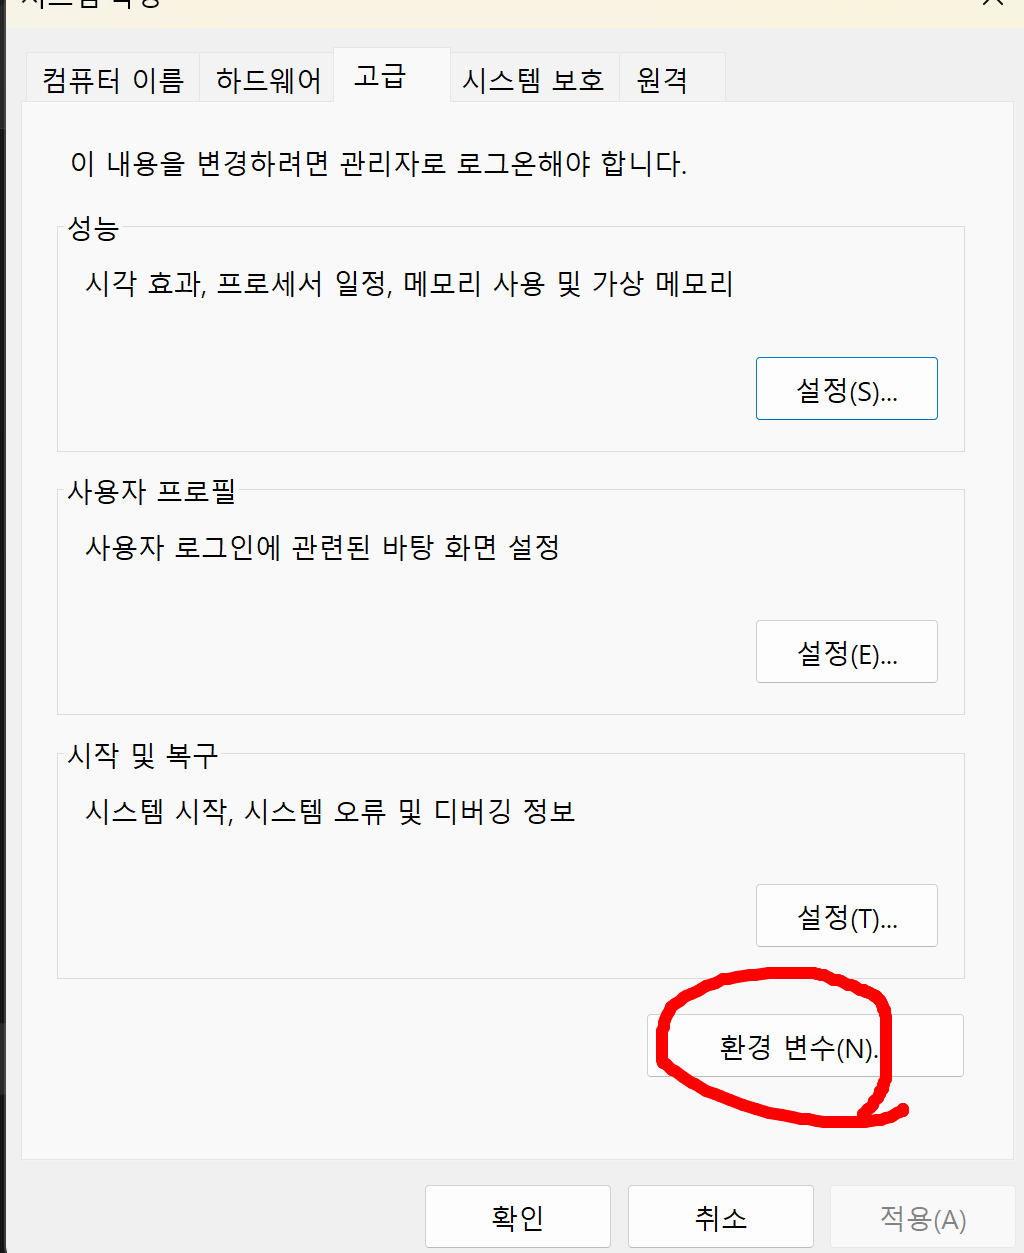 컴퓨터 이름
하드웨어
고급
시스템 보호
원격
이 내용을 변경하려면 관리자로 로그온해야 합니다.
성능
시각 효과, 프로세서 일정, 메모리 사용 및 가상 메모리
설정(S)...
사용자 프로필
사용자 로그인에 관련된 바탕 화면 설정
설정(E)...
시작 및 복구
시스템 시작, 시스템 오류 및 디버깅 정보
설정(T)...
환경 변수(N).
확인
취소
적용(A)